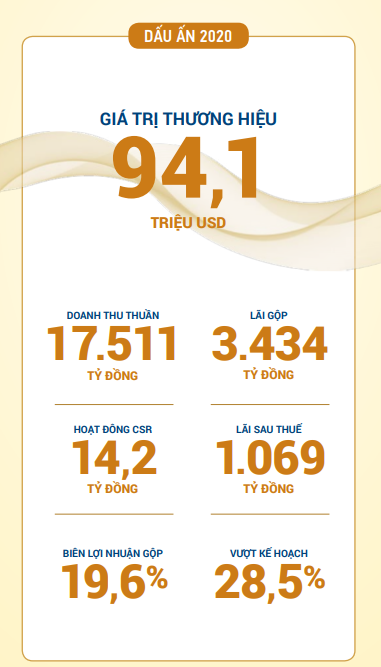 DẤU ẤN 2020
GIÁ TRỊ THƯƠNG HIỆU
94,1
TRIỆU USD
DOANH THU THUẦN
17.511
TỶ ĐỒNG
LÃI GỘP
3.434
TỶ ĐỒNG
HOẠT ĐÔNG CSR
14,2
TỶ ĐỒNG
LÃI SAU THUẾ
1.069
TỶ ĐỒNG
BIÊN LỢI NHUẬN GỘP
19,6%
VƯỢT KẾ HOẠCH
28,5%